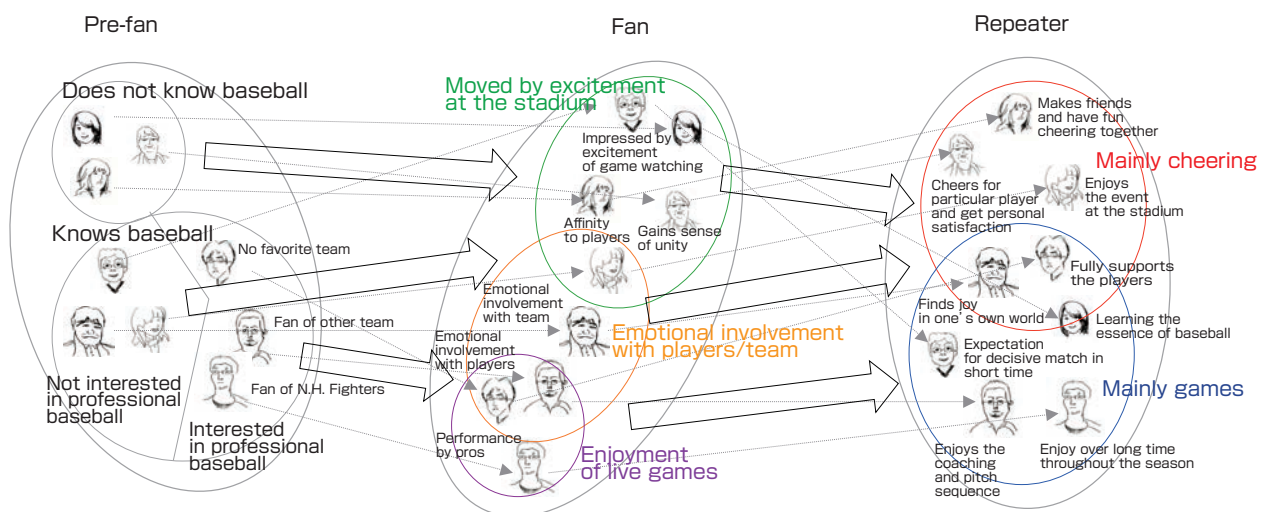 Pre-fan
Fan
Repeater
Does not know baseball
Knows baseball
No favorite team
Fan of other team
Fan of N.H. Fighters
Not interested
in professional
baseball
Interested
in professional
baseball
Moved by excitement
at the stadium
Impressed by
excitement
of game watching
Affinity
to players
Gains sense
of unity
Emotional
involvement
with team
Emotional
involvement
with players
Emotional involvement
with players/team
Performance
by pros
Enjoyment
of live games
Makes friends
and have fun
cheering together
Mainly cheering
Cheers for
particular player
and get personal
satisfaction
Enjoys
the event
at the stadium
Fully supports
the players
Finds joy
in one's own world
Learning the
essence of baseball
Expectation
for decisive match in
short time
Mainly games
Enjoys the
coaching
and pitch
sequence
Enjoy over long time
throughout the season